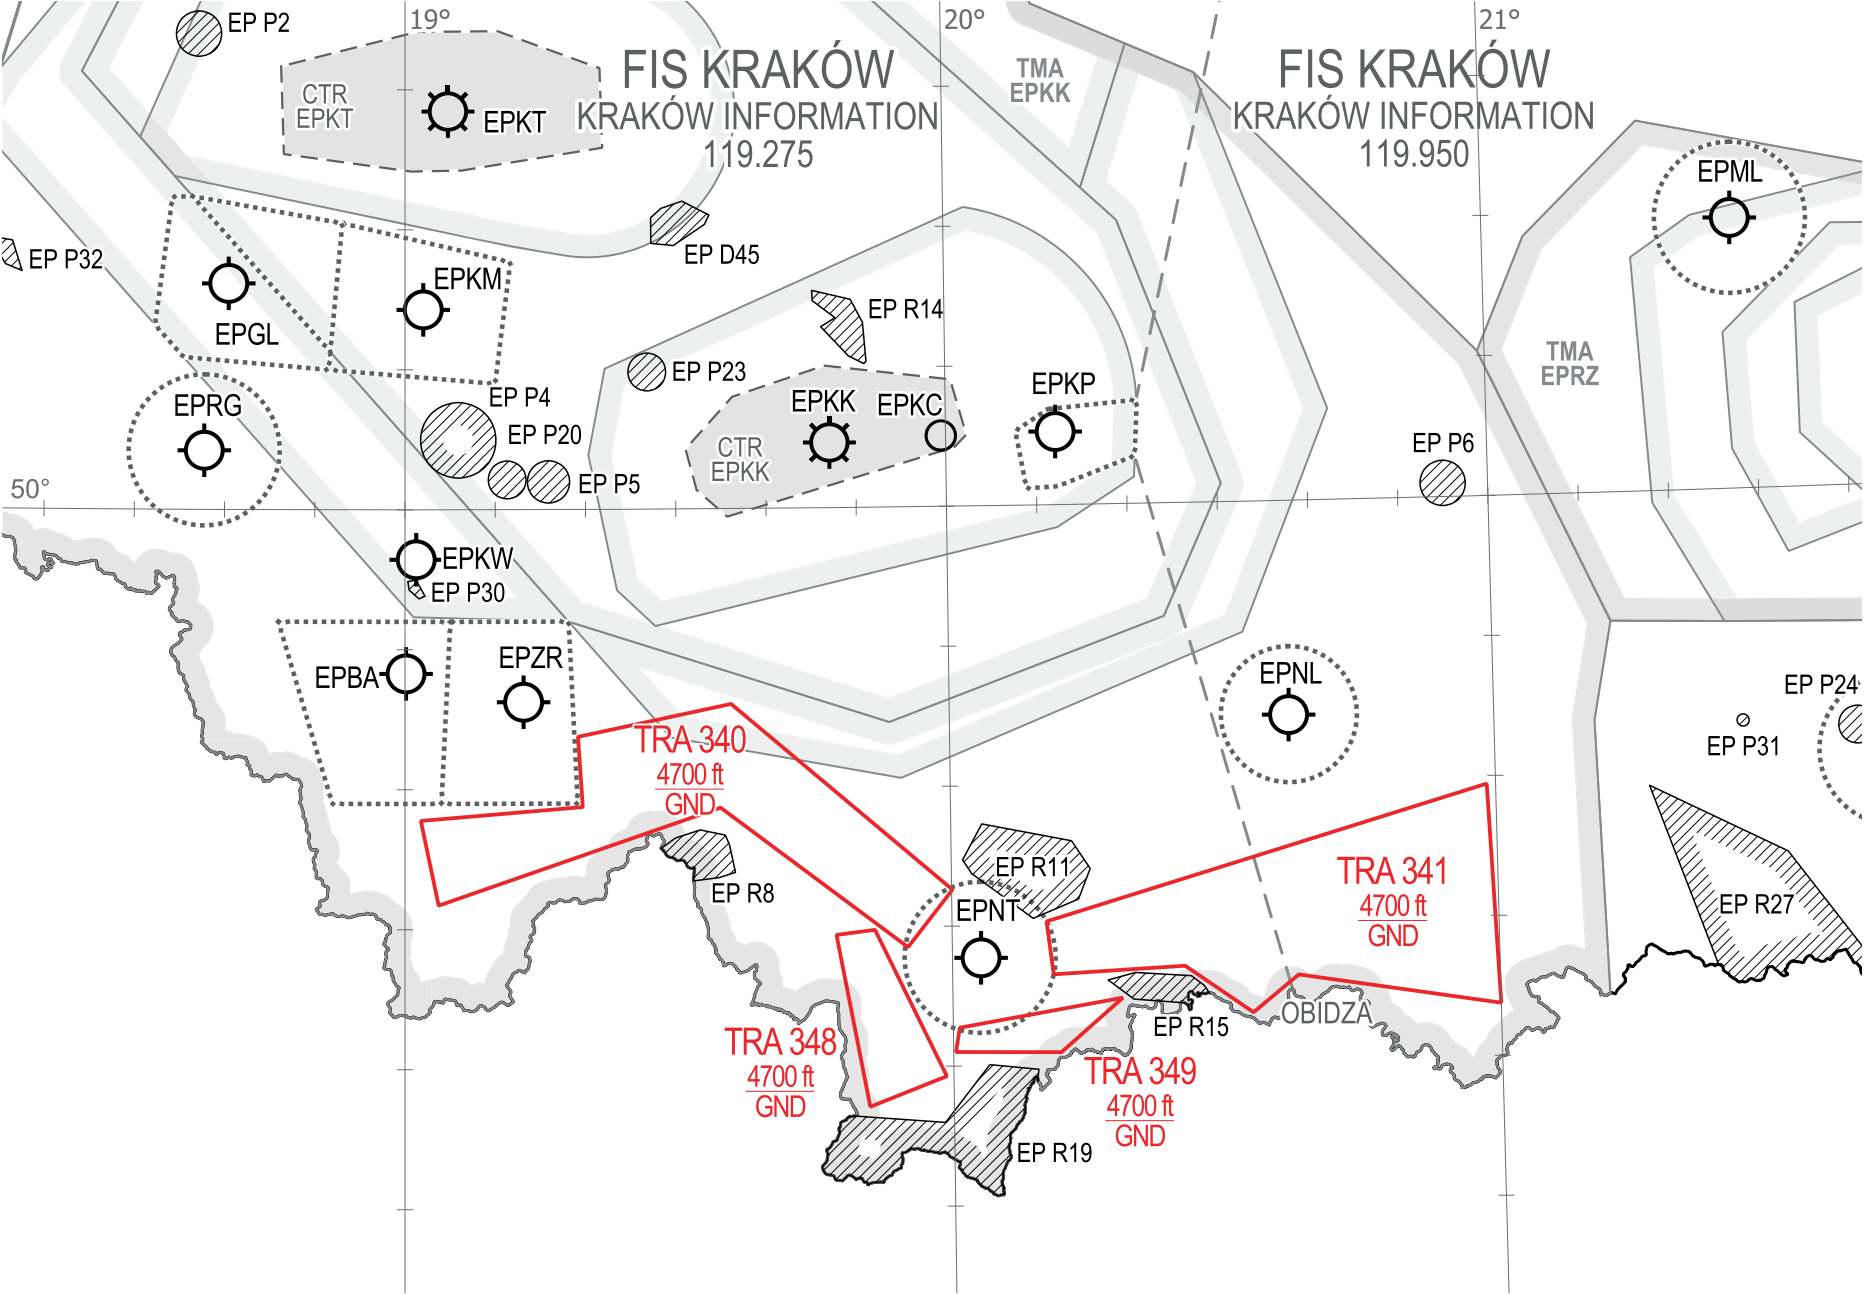 19°
20°
21°
EP P2
FIS KRAKÓW
KRAKÓW INFORMATION
119.275
FIS KRAKÓW
KRAKÓW INFORMATION
119.950
TMA
EPKK
CTR
EPKT
EPKT
EPML
EP P32
EP D45
EPKM
EPGL
EP R14
TMA
EPRZ
EP P23
EPKP
EPRG
EP P4
EPKK
EPKC
EP P20
CTR
EPKK
EP P6
EP P5
50°
EPKW
EP P30
EPBA
EPZR
EPNL
EP P24
EP P31
TRA 340
4700 ft
GND
EP R11
TRA 341
4700 ft
GND
EP R8
EPNT
EP R27
OBIDZA
EP R15
TRA 348
4700 ft
GND
TRA 349
4700 ft
GND
EP R19